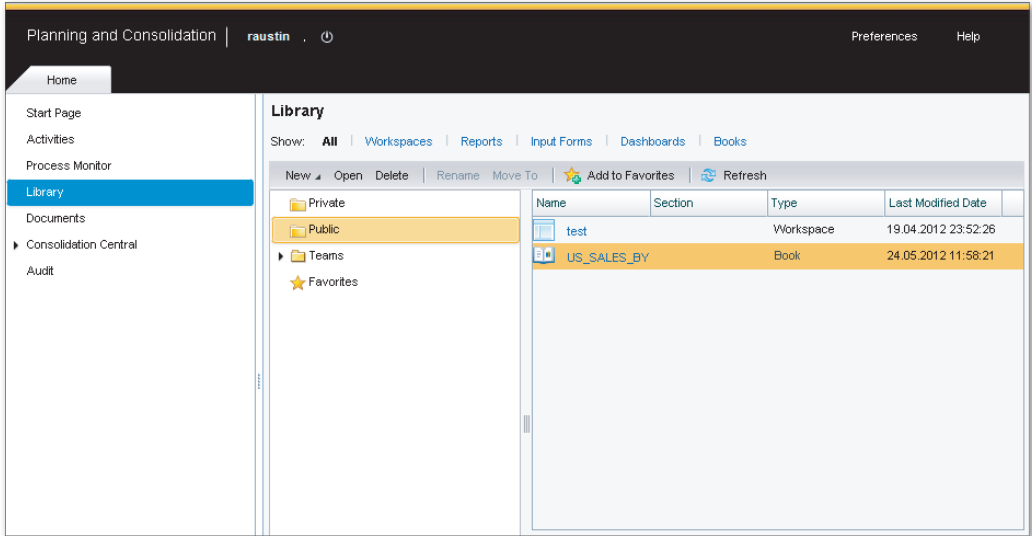 Planning and Consolidation | raustin , Preferences Help
Home
Start Page
Activities
Process Monitor
Library
Documents
Consolidation Central
Audit
Library
Show: All | Workspaces | Reports | Input Forms | Dashboards | Books
New Open Delete | Rename Move To | Add to Favorites | Refresh
Private
Public
Teams
Favorites
Name Section Type Last Modified Date
test Workspace 19.04.2012 23:52:26
US_SALES_BY Book 24.05.2012 11:58:21